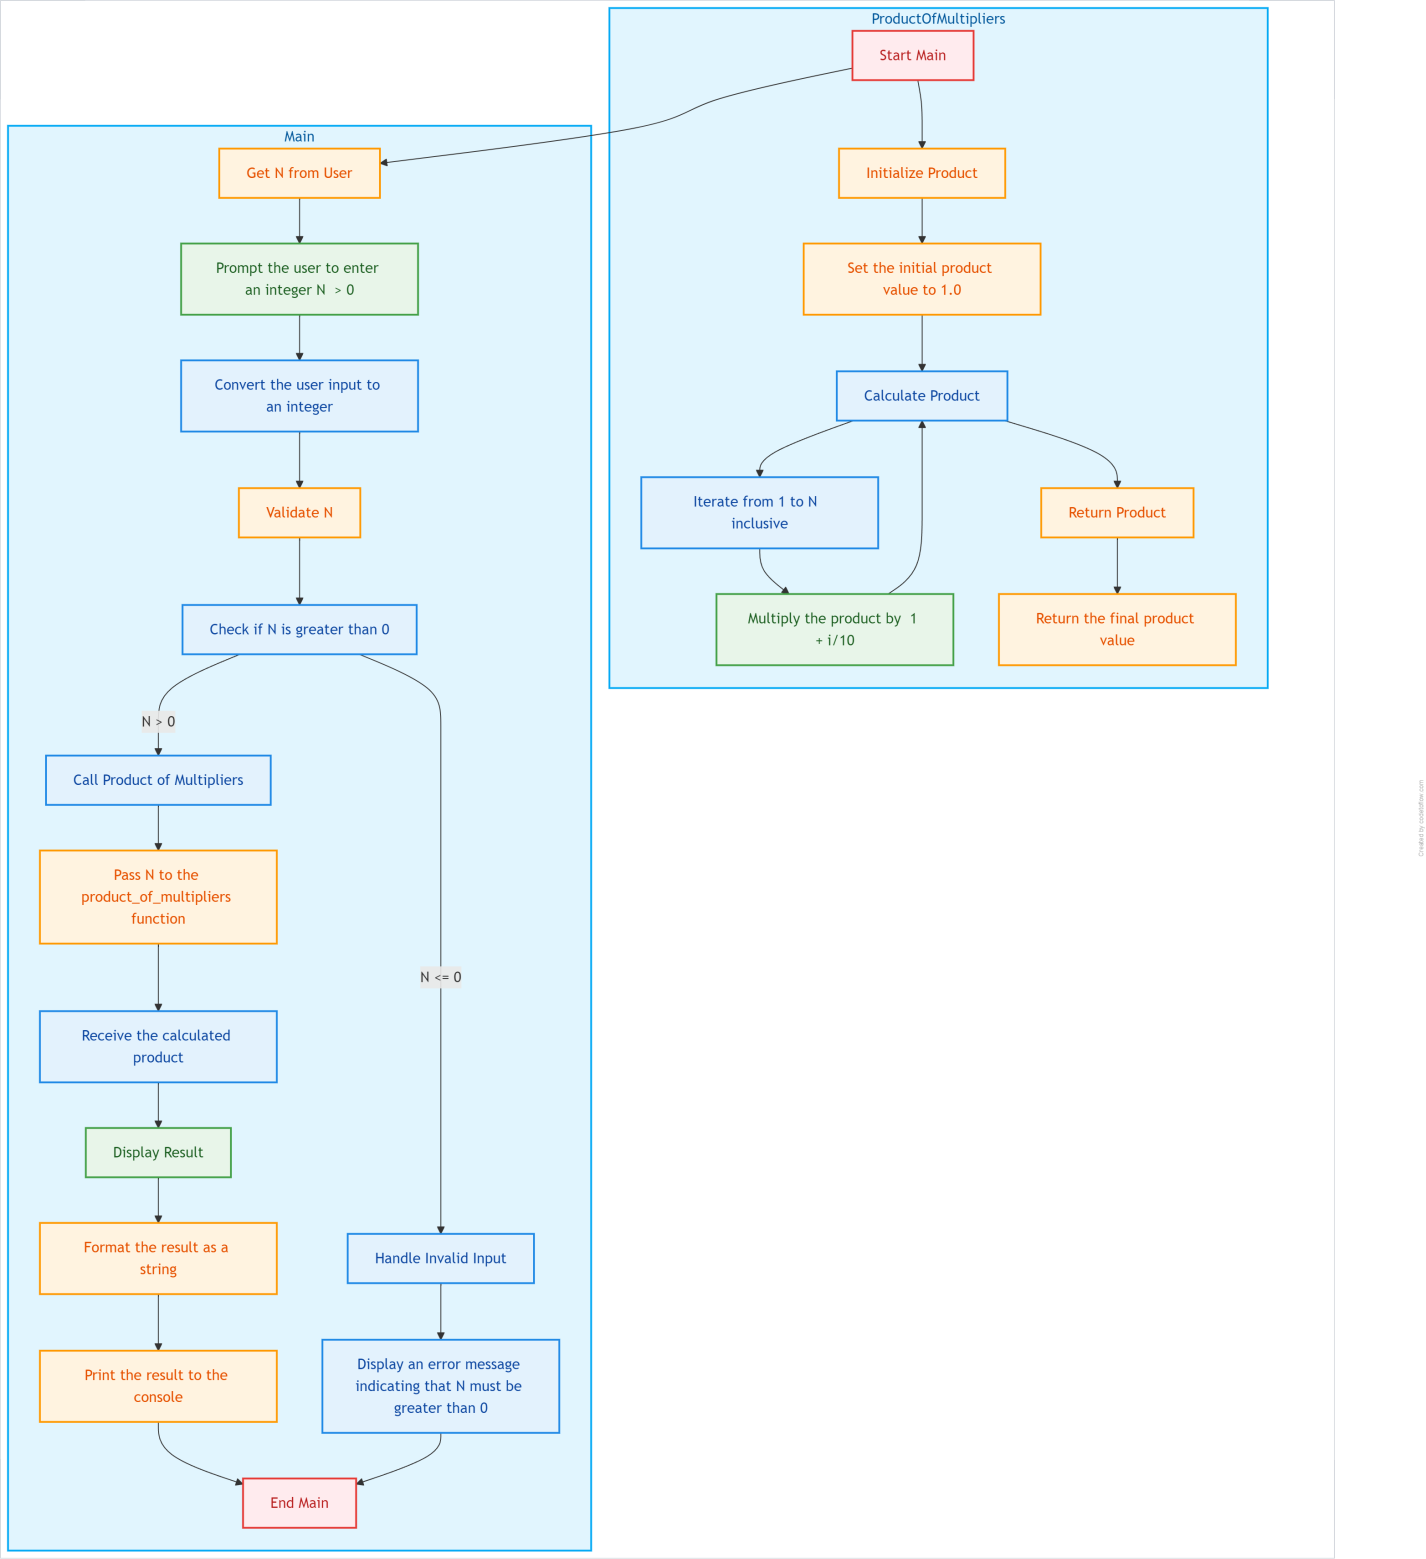 ProductOfMultipliers
Start Main
Main
Get N from User
Initialize Product
Prompt the user to enter
an integer N  > 0
Set the initial product
value to 1.0
Convert the user input to
an integer
Calculate Product
Validate N
Iterate from 1 to N
inclusive
Return Product
Check if N is greater than 0
Multiply the product by  1
+ i/10
Return the final product
value
N > 0
Call Product of Multipliers
Pass N to the
product_of_multipliers
function
N <= 0
Receive the calculated
product
Display Result
Format the result as a
string
Handle Invalid Input
Print the result to the
console
Display an error message
indicating that N must be
greater than 0
End Main
Created by codetoflow.com